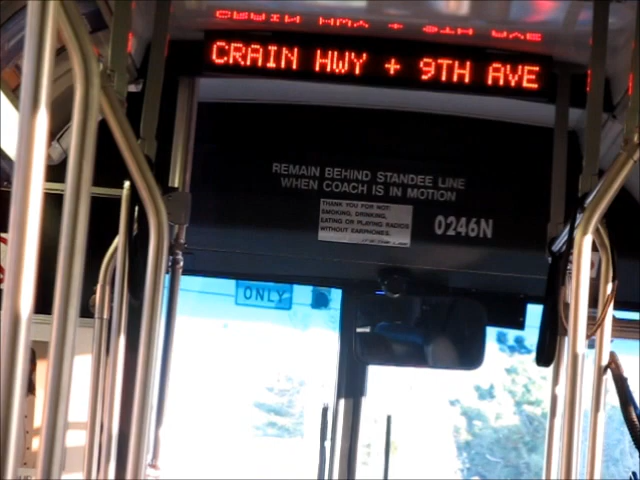 CRAIN HWY + 9TH AVE
REMAIN BEHIND STANDEE LINE
WHEN COACH IS IN MOTION
THANK YOU FOR NOT:
SMOKING, DRINKING,
EATING OR PLAYING RADIOS
WITHOUT EARPHONES.
0246N
ONLY